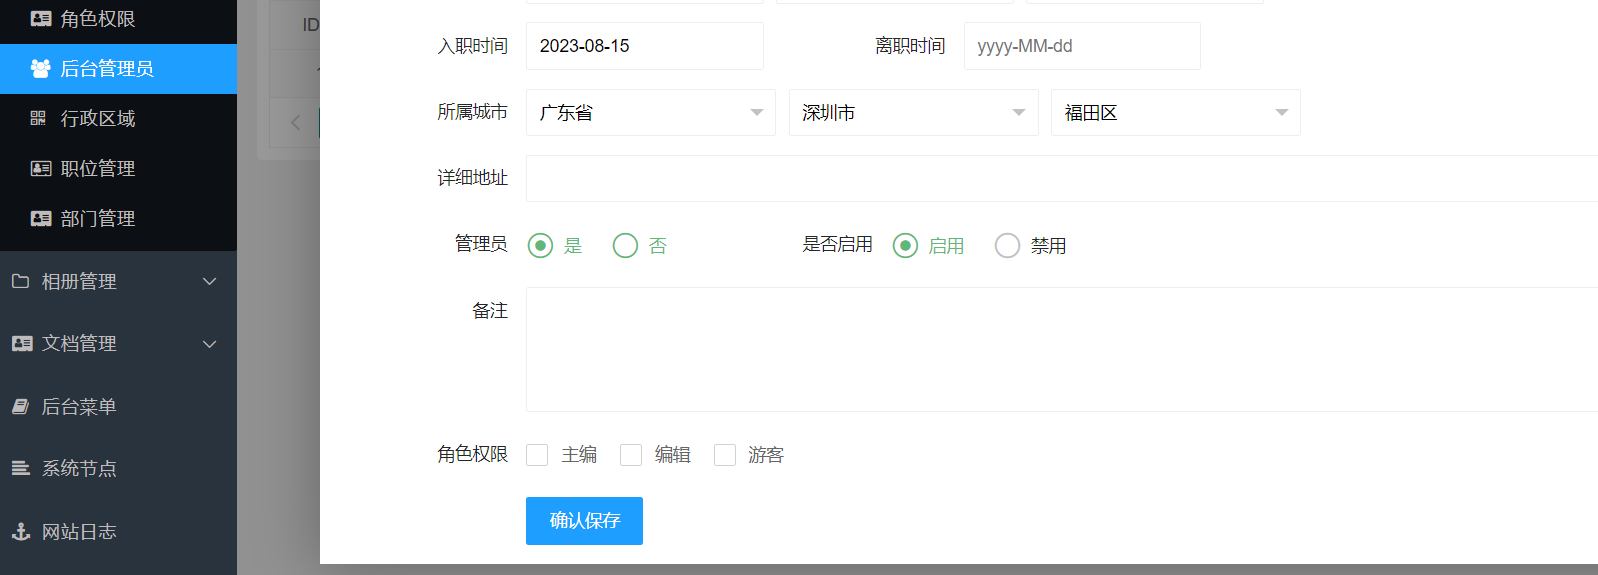 角色权限
后台管理员
行政区域
职位管理
部门管理
相册管理
文档管理
后台菜单
系统节点
网站日志
ID
入职时间 2023-08-15 离职时间 yyyy-MM-dd
所属城市 广东省 深圳市 福田区
详细地址
管理员 是 否 是否启用 启用 禁用
备注
角色权限 主编 编辑 游客
确认保存